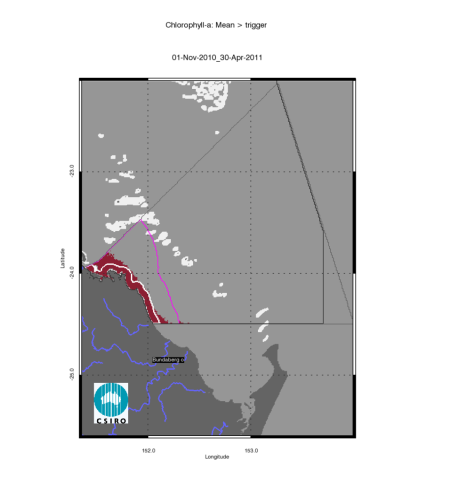 Chlorophyll-a: Mean > trigger
01-Nov-2010_30-Apr-2011
-23.0
Latitude
-24.0
Bundaberg o
-25.0
CSIRO
152.0
153.0
Longitude